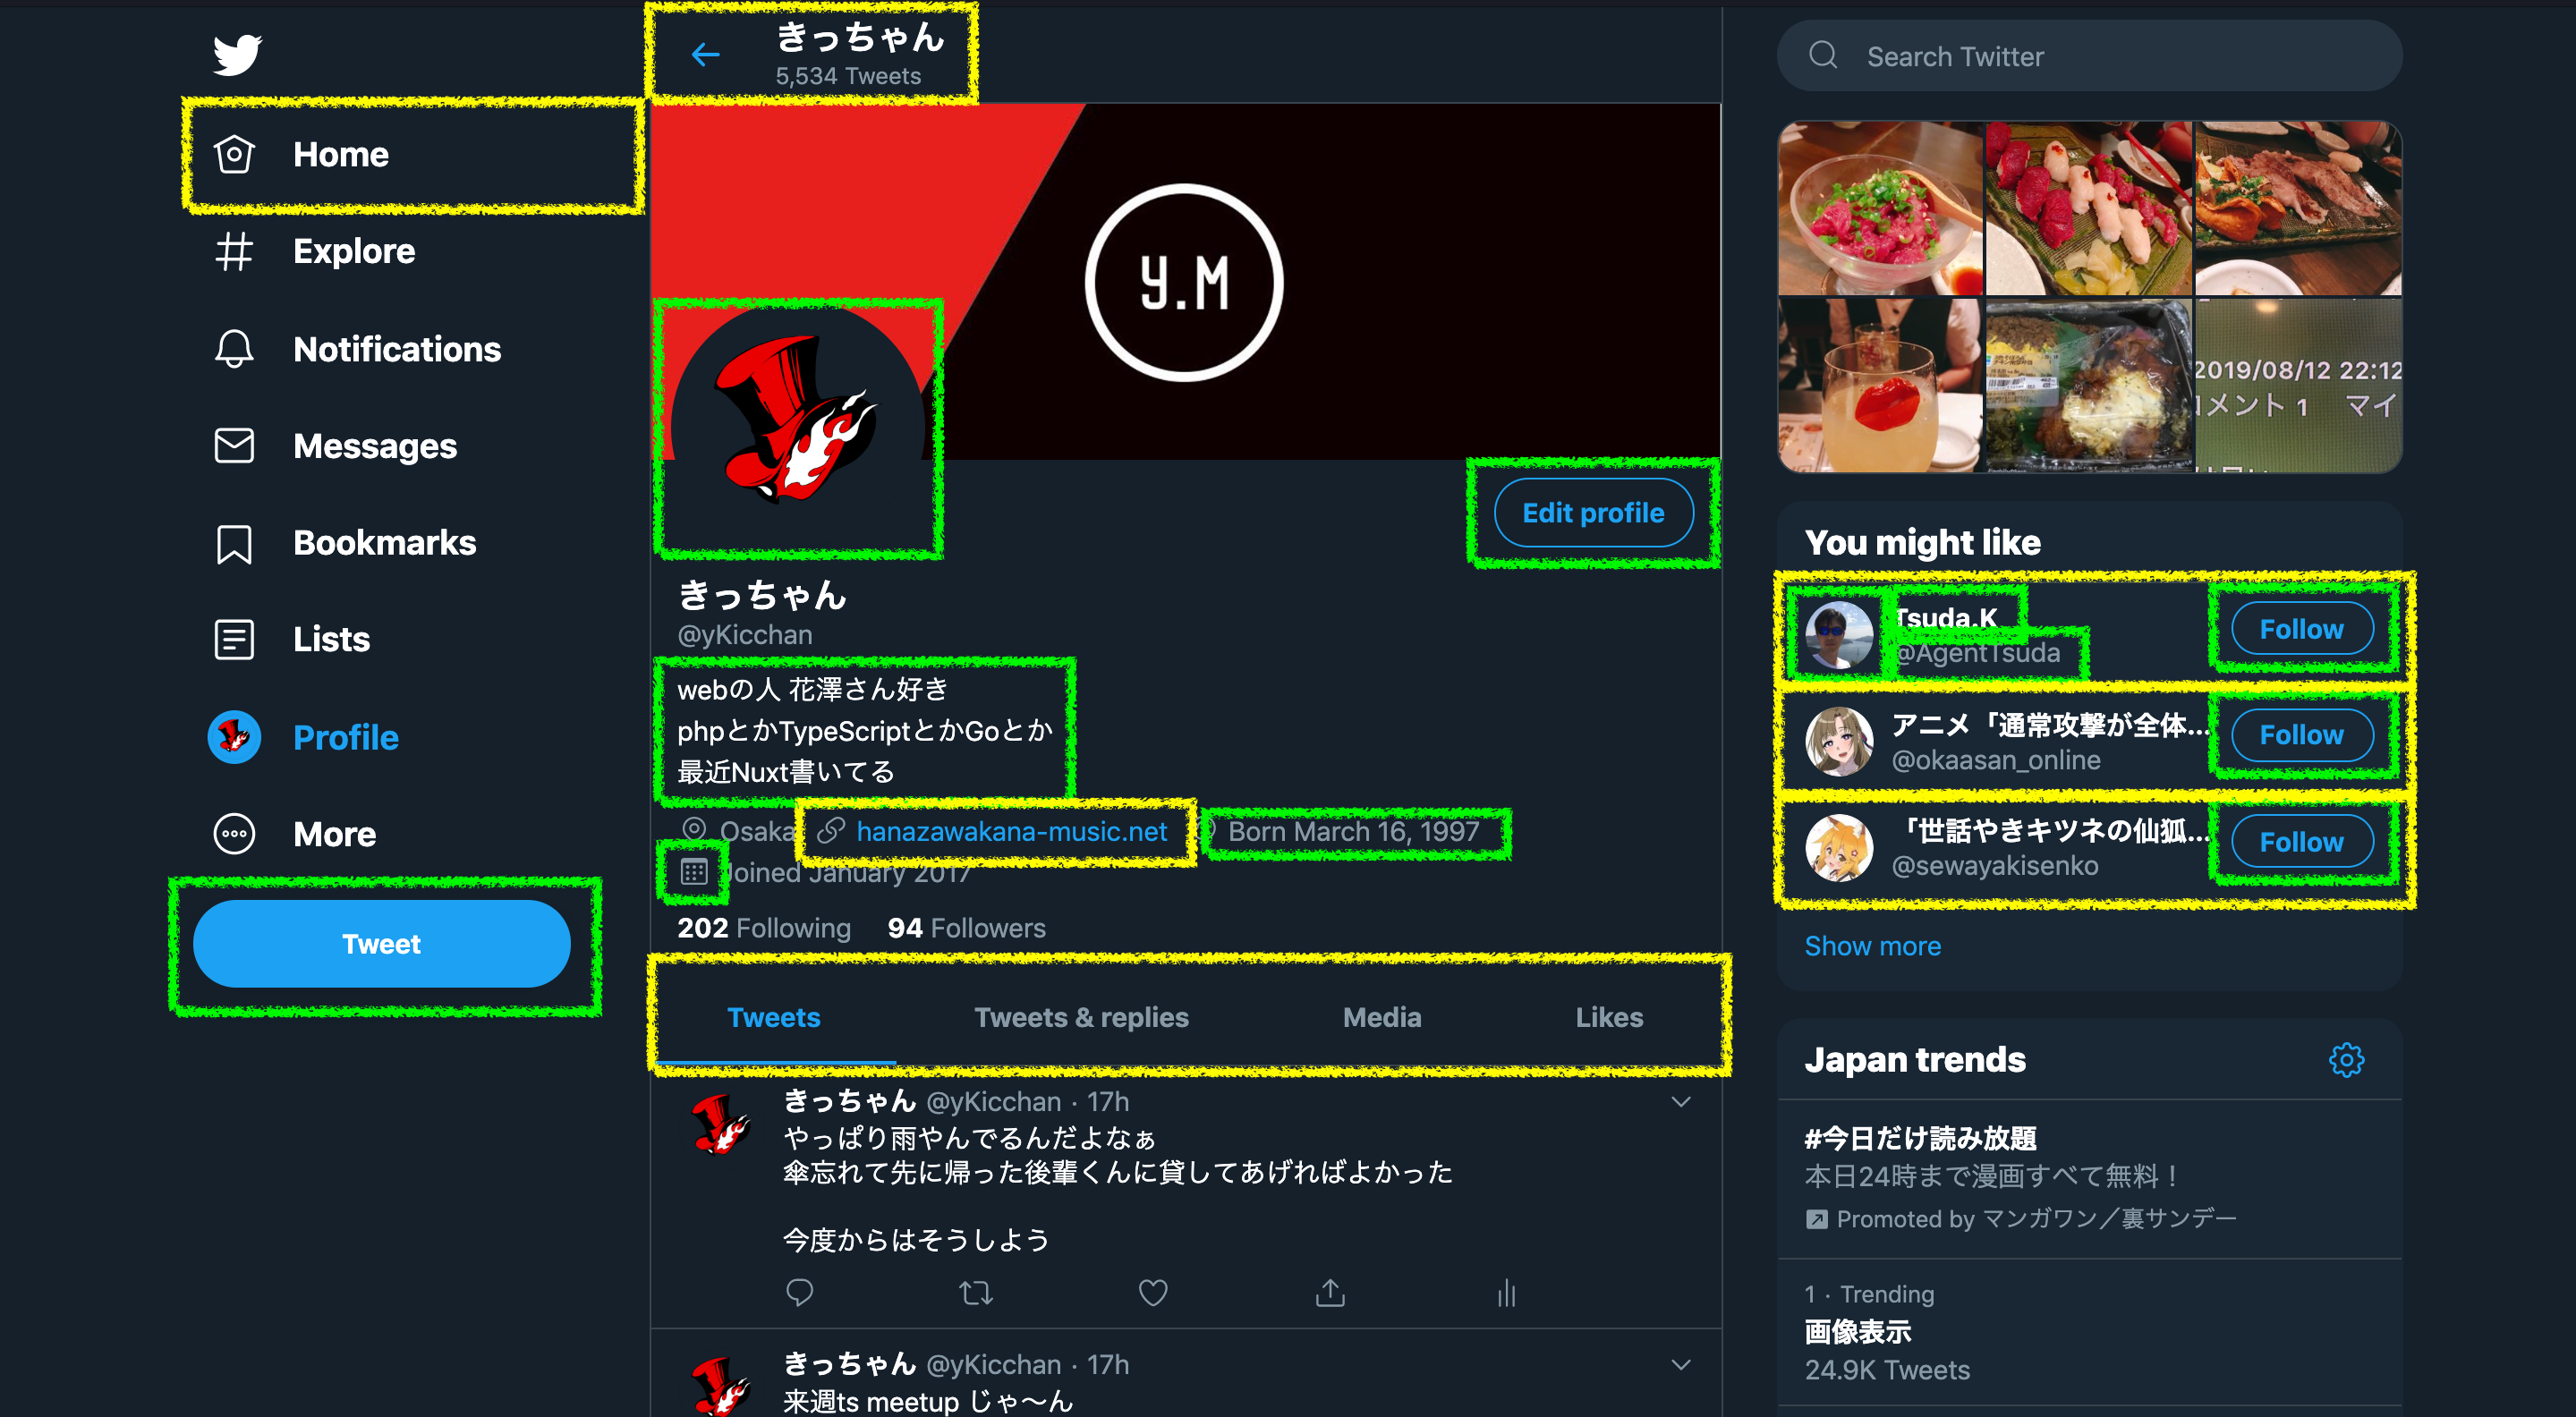 Home
Explore
Notifications
Messages
Bookmarks
Lists
Profile
More
Tweet
きっちゃん
5,534 Tweets
Y.M
Edit profile
きっちゃん
@yKicchan
webの人 花澤さん好き
phpとかTypeScriptとかGoとか
最近Nuxt書いてる
Osaka hanazawakana-music.net Born March 16, 1997
Joined January 2017
202 Following 94 Followers
Tweets Tweets & replies Media Likes
きっちゃん @yKicchan · 17h
やっぱり雨やんでるんだよなぁ
傘忘れて先に帰った後輩くんに貸してあげればよかった
今度からはそうしよう
きっちゃん @yKicchan · 17h
来週ts meetup じゃ〜ん
Search Twitter
2019/08/12 22:12
コメント 1 マイ
You might like
Tsuda.K
@AgentTsuda
Follow
アニメ「通常攻撃が全体...
@okaasan_online
Follow
「世話やきキツネの仙狐...
@sewayakisenko
Follow
Show more
Japan trends
#今日だけ読み放題
本日24時まで漫画すべて無料！
Promoted by マンガワン／裏サンデー
1 · Trending
画像表示
24.9K Tweets